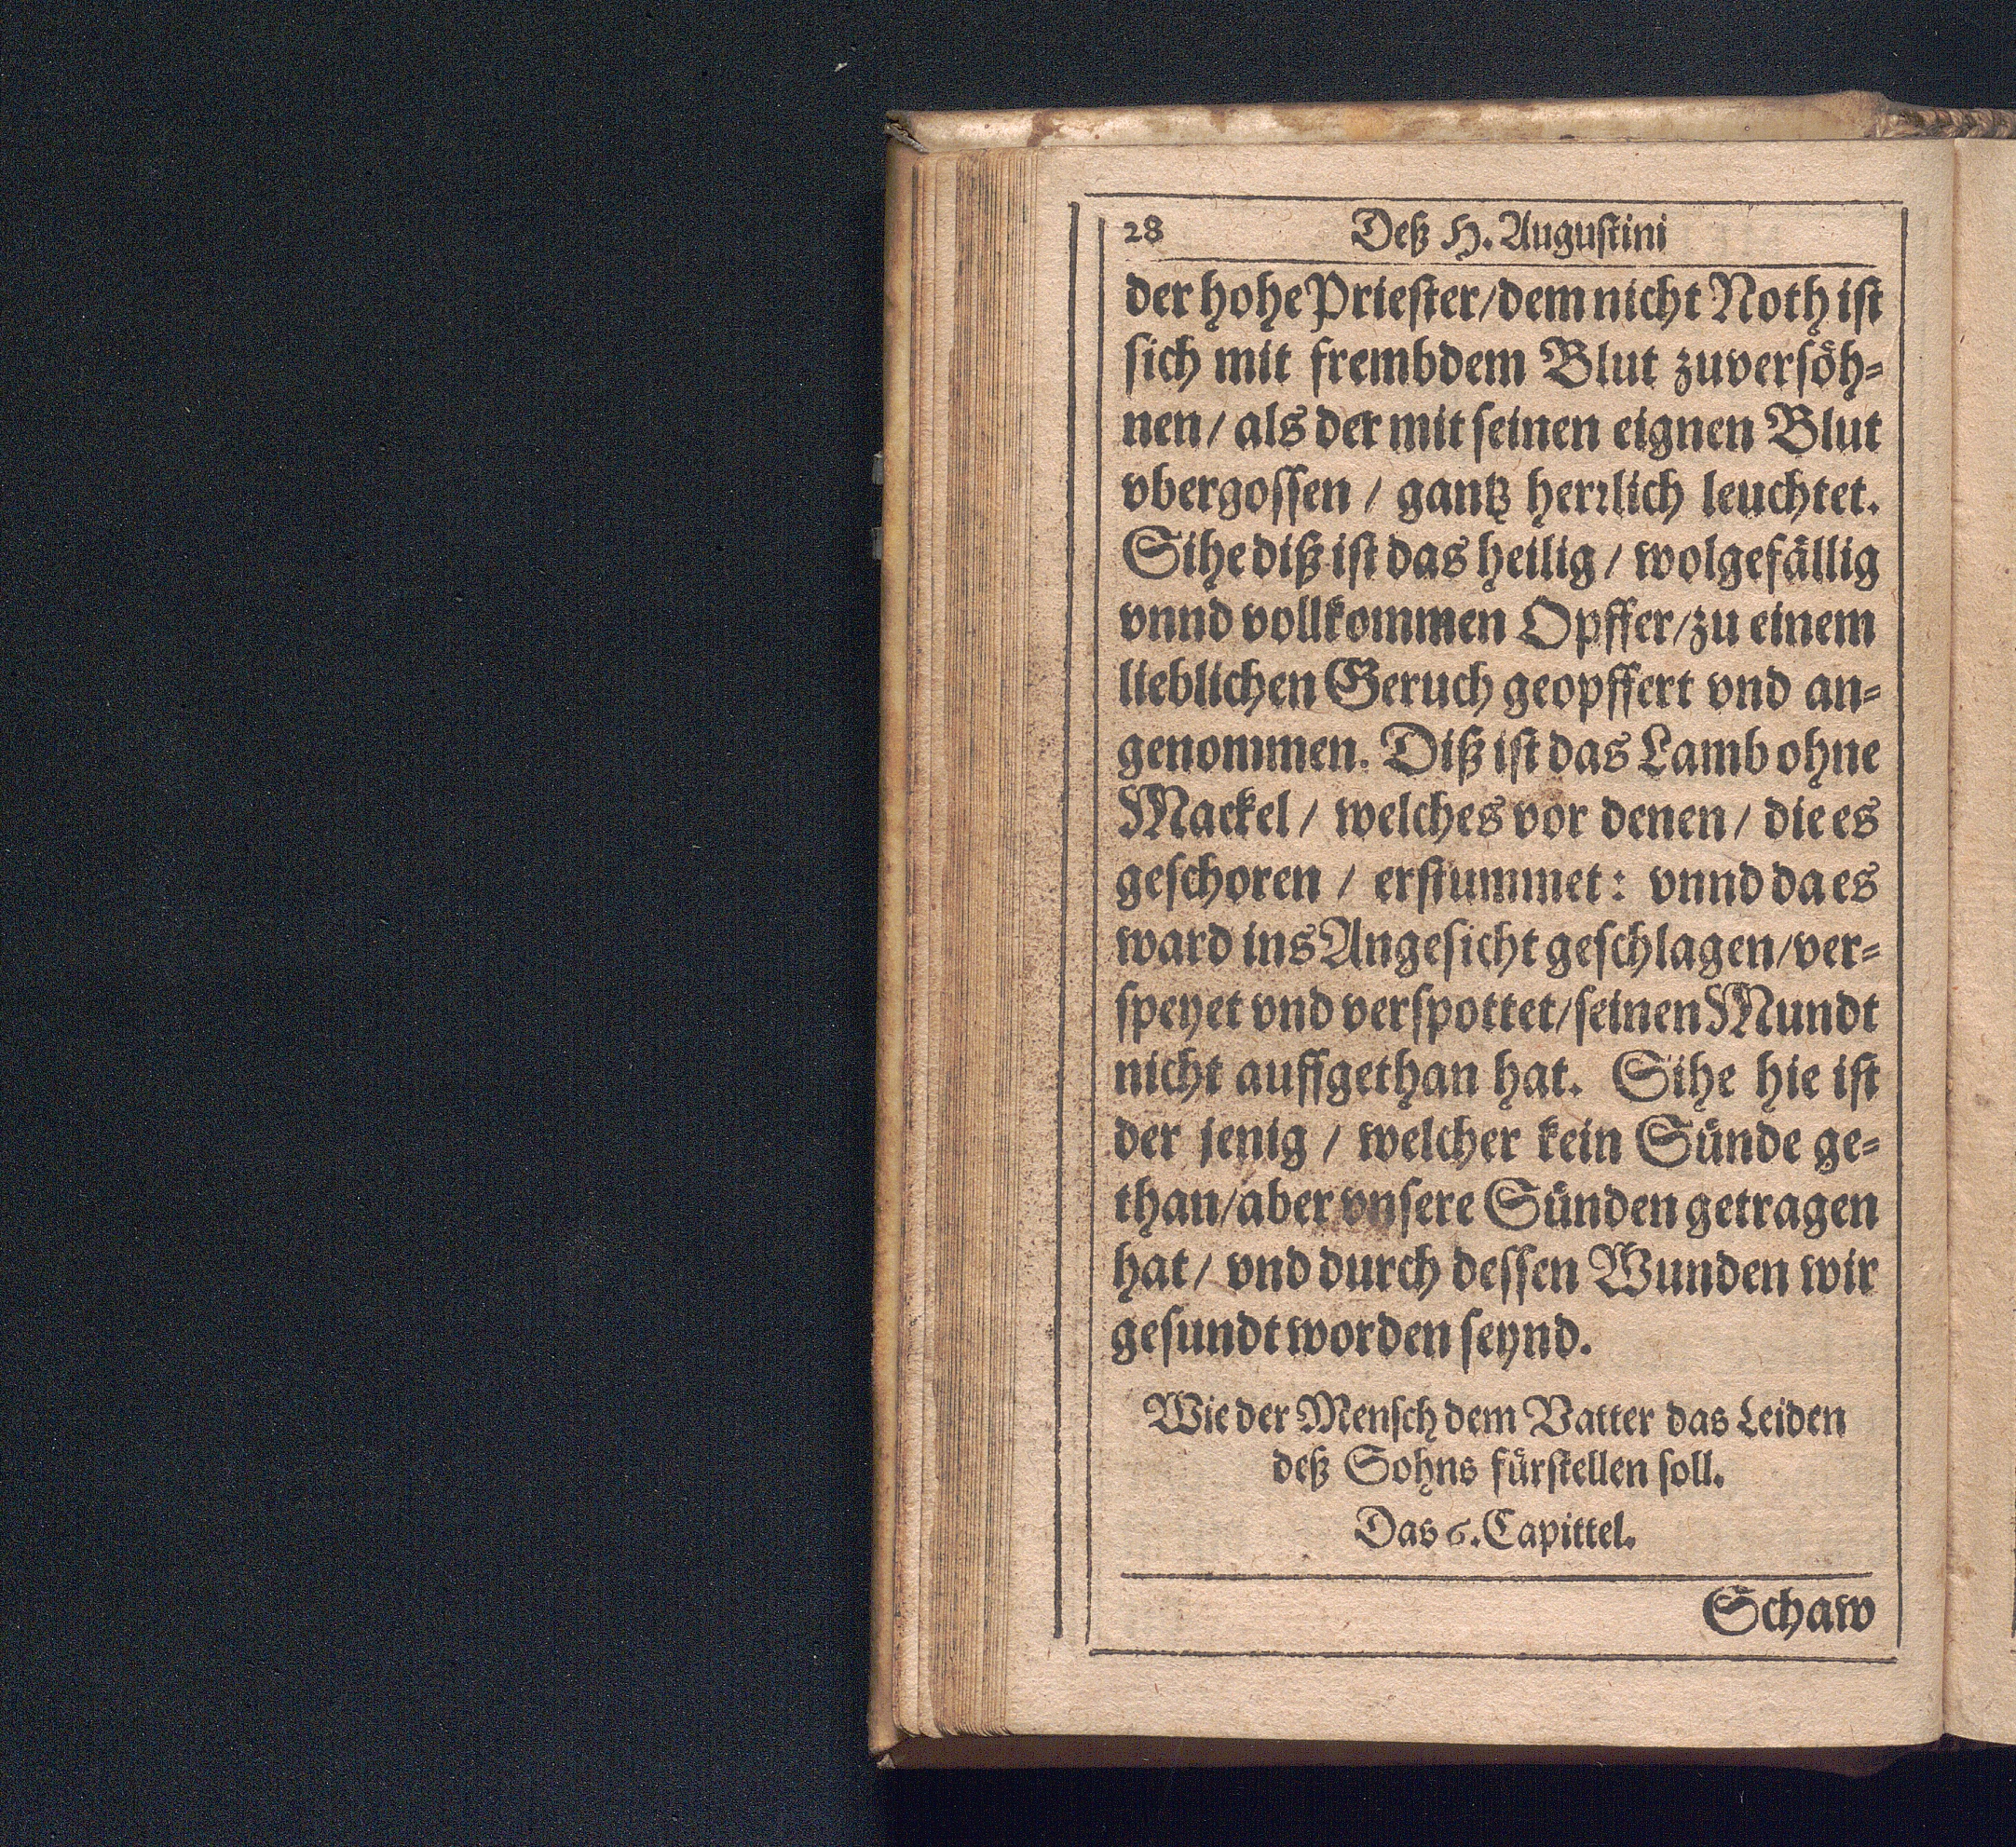 28 Deß H. Augustini
der hohe Priester/dem nicht Noth ist
sich mit frembdem Blut zuversöh-
nen/ als der mit seinen eignen Blut
vbergossen / gantz herrlich leuchtet.
Sihe diß ist das heilig / wolgefällig
vnnd vollkommen Opffer/zu einem
lieblichen Geruch geopffert vnd an-
genommen. Diß ist das Lamb ohne
Mackel / welches vor denen / die es
geschoren / erstummet: vnnd da es
ward ins Angesicht geschlagen/ver-
speyet vnd verspottet/seinen Mundt
nicht auffgethan hat. Sihe hie ist
der jenig / welcher kein Sünde ge-
than/aber vnsere Sünden getragen
hat / vnd durch dessen Wunden wir
gesundt worden seynd.
Wie der Mensch dem Vatter das Leiden
deß Sohns fürstellen soll.
Das 6. Capittel.
Schaw